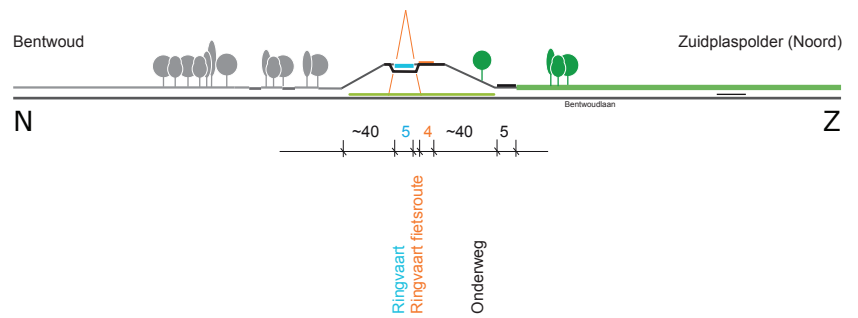 Bentwoud
Zuidplaspolder (Noord)
Bentwoudlaan
N
Z
~40 5 4 ~40 5
Ringvaart
Ringvaart fietsroute
Onderweg